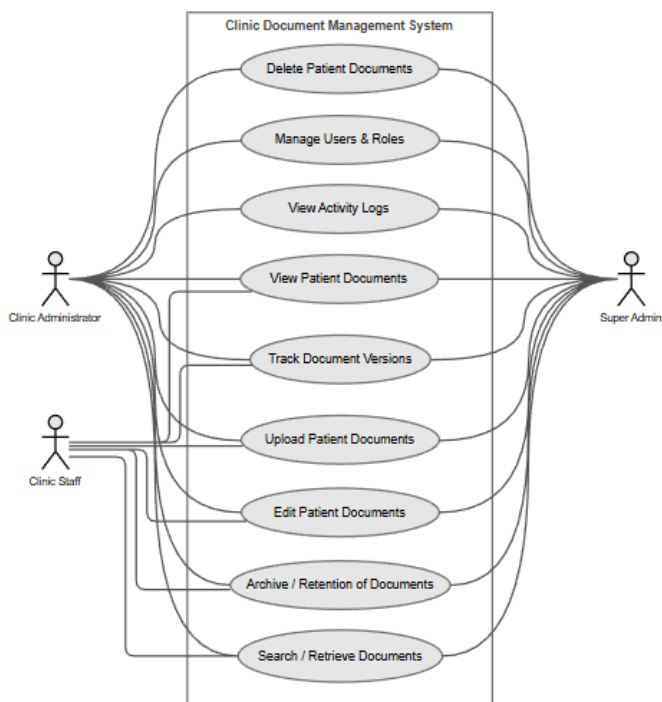 Clinic Document Management System
Delete Patient Documents
Manage Users & Roles
View Activity Logs
View Patient Documents
Clinic Administrator
Super Admin
Track Document Versions
Upload Patient Documents
Clinic Staff
Edit Patient Documents
Archive / Retention of Documents
Search / Retrieve Documents